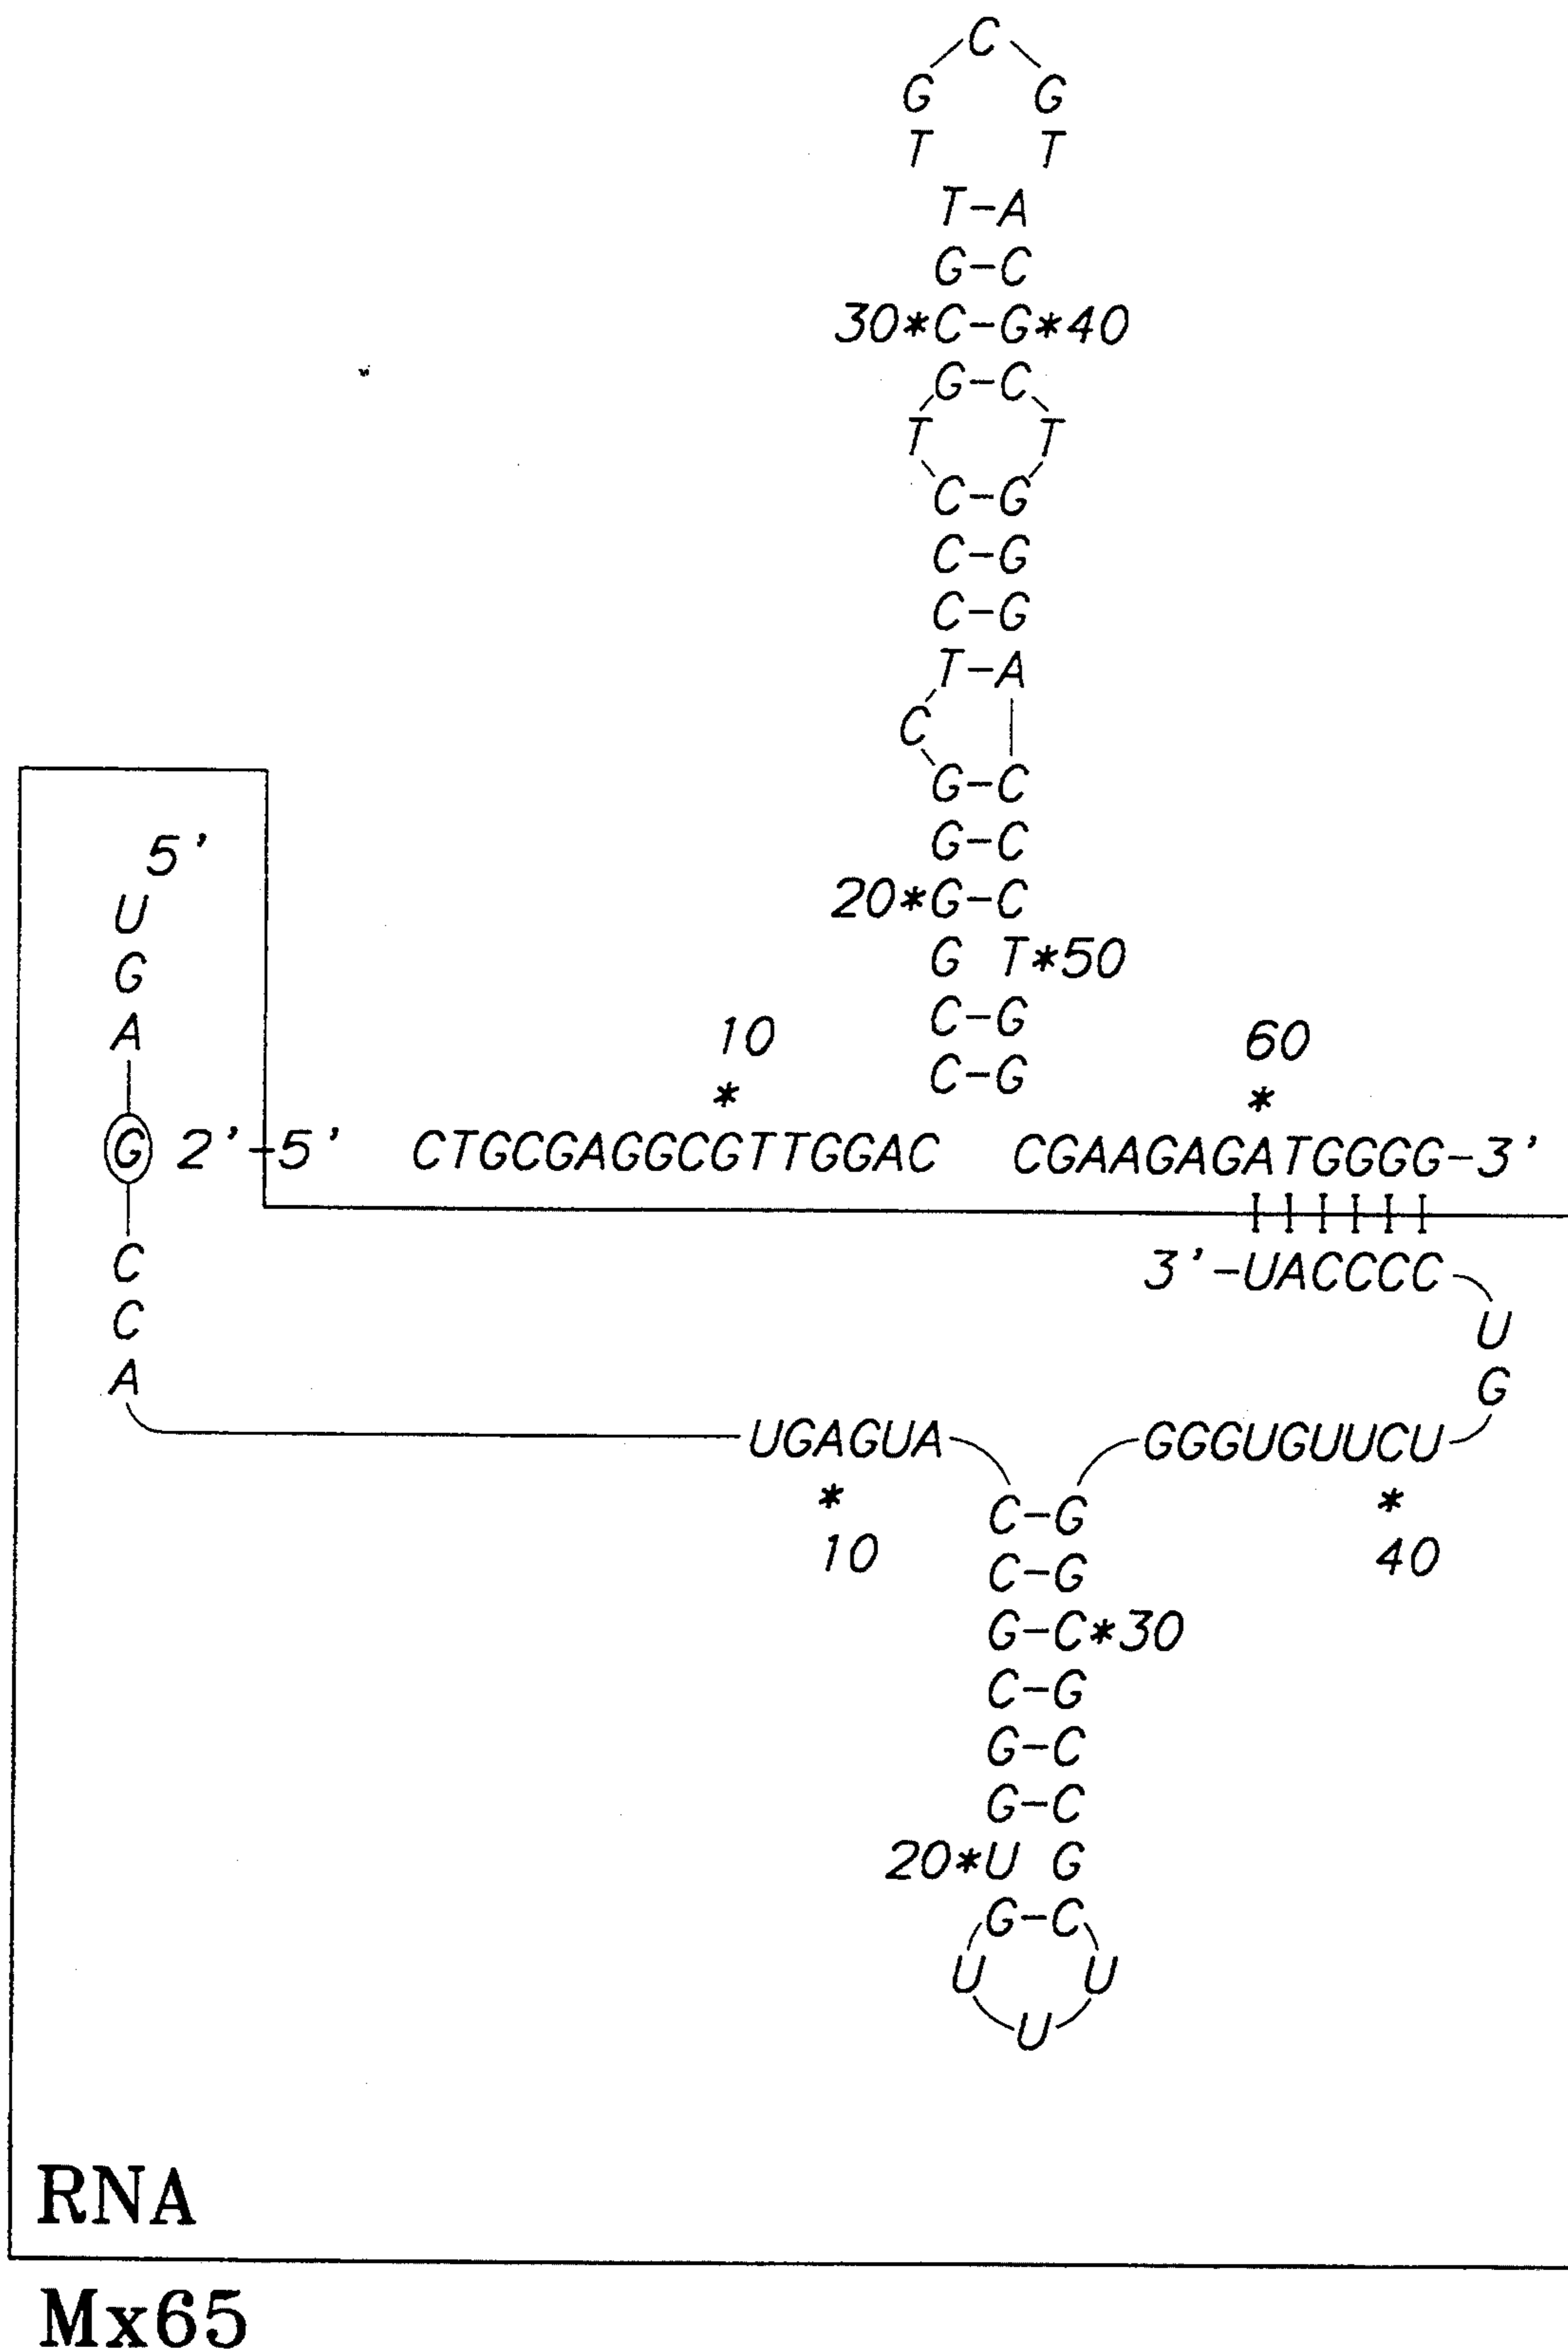 C
G G
T T
T-A
G-C
30*C-G*40
G-C
T T
C-G
C-G
C-G
T-A
C
G-C
5' G-C
U 20*G-C
G G T*50
A 10 C-G 60
* C-G *
G 2'-5' CTGCGAGGCGTTGGAC CGAAGAGATGGGG-3'
C 3'-UACCCC
C U
A G
UGAGUA GGGUGUUCU
* C-G *
10 C-G 40
G-C*30
C-G
G-C
G-C
20*U G
G-C
U U
U
RNA
Mx65